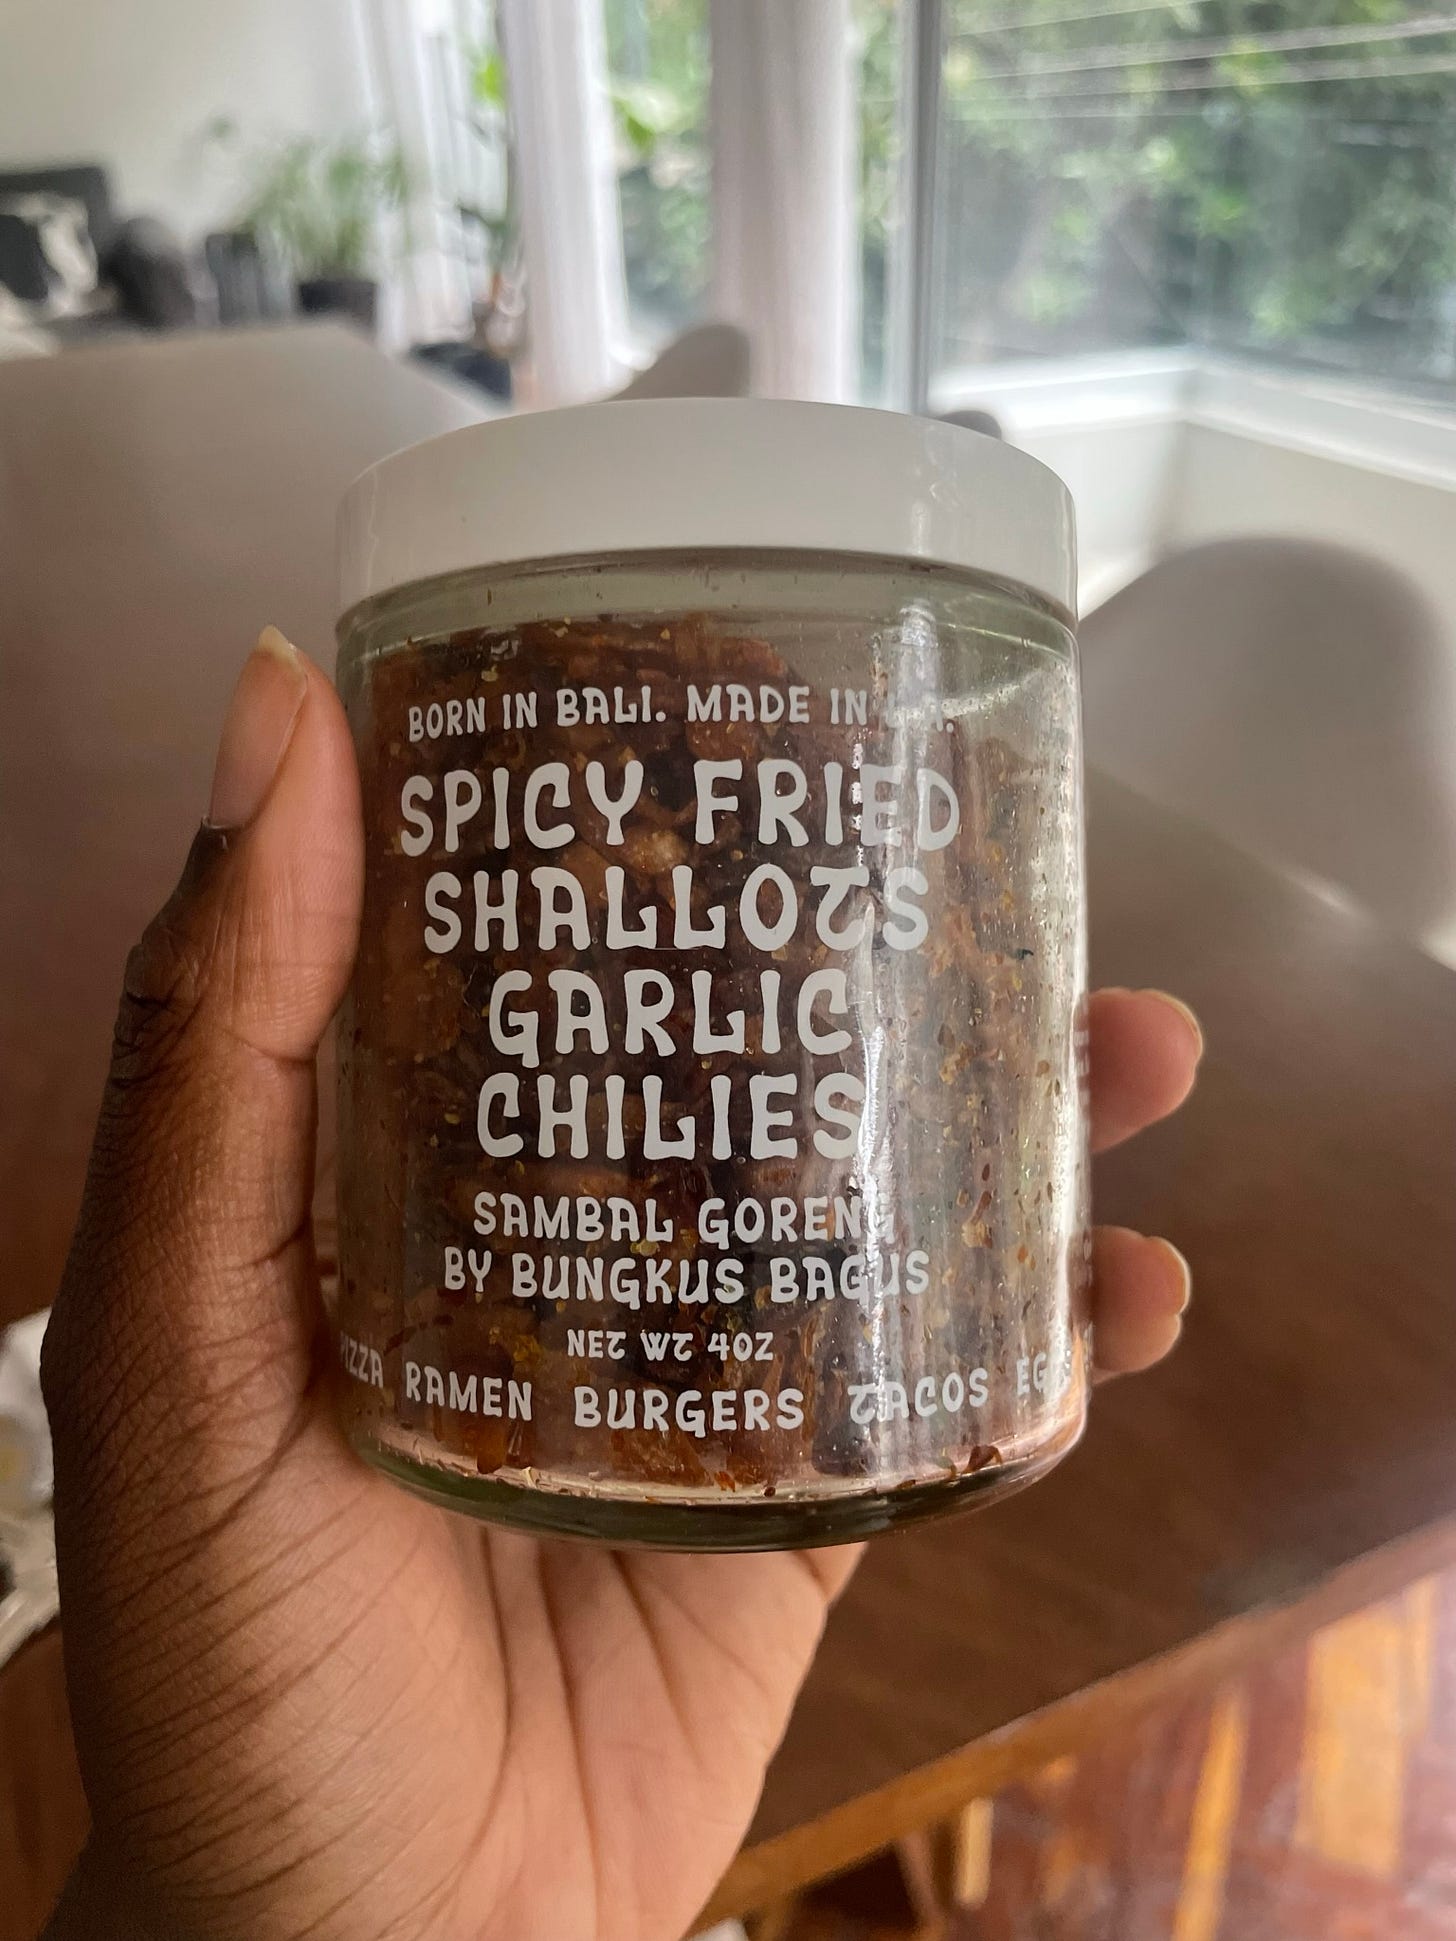 BORN IN BALI. MADE IN L.A.
SPICY FRIED
SHALLOTS
GARLIC
CHILIES
SAMBAL GORENG
BY BUNGKUS BAGUS
NET WT 4OZ
RAMEN BURGERS TACOS